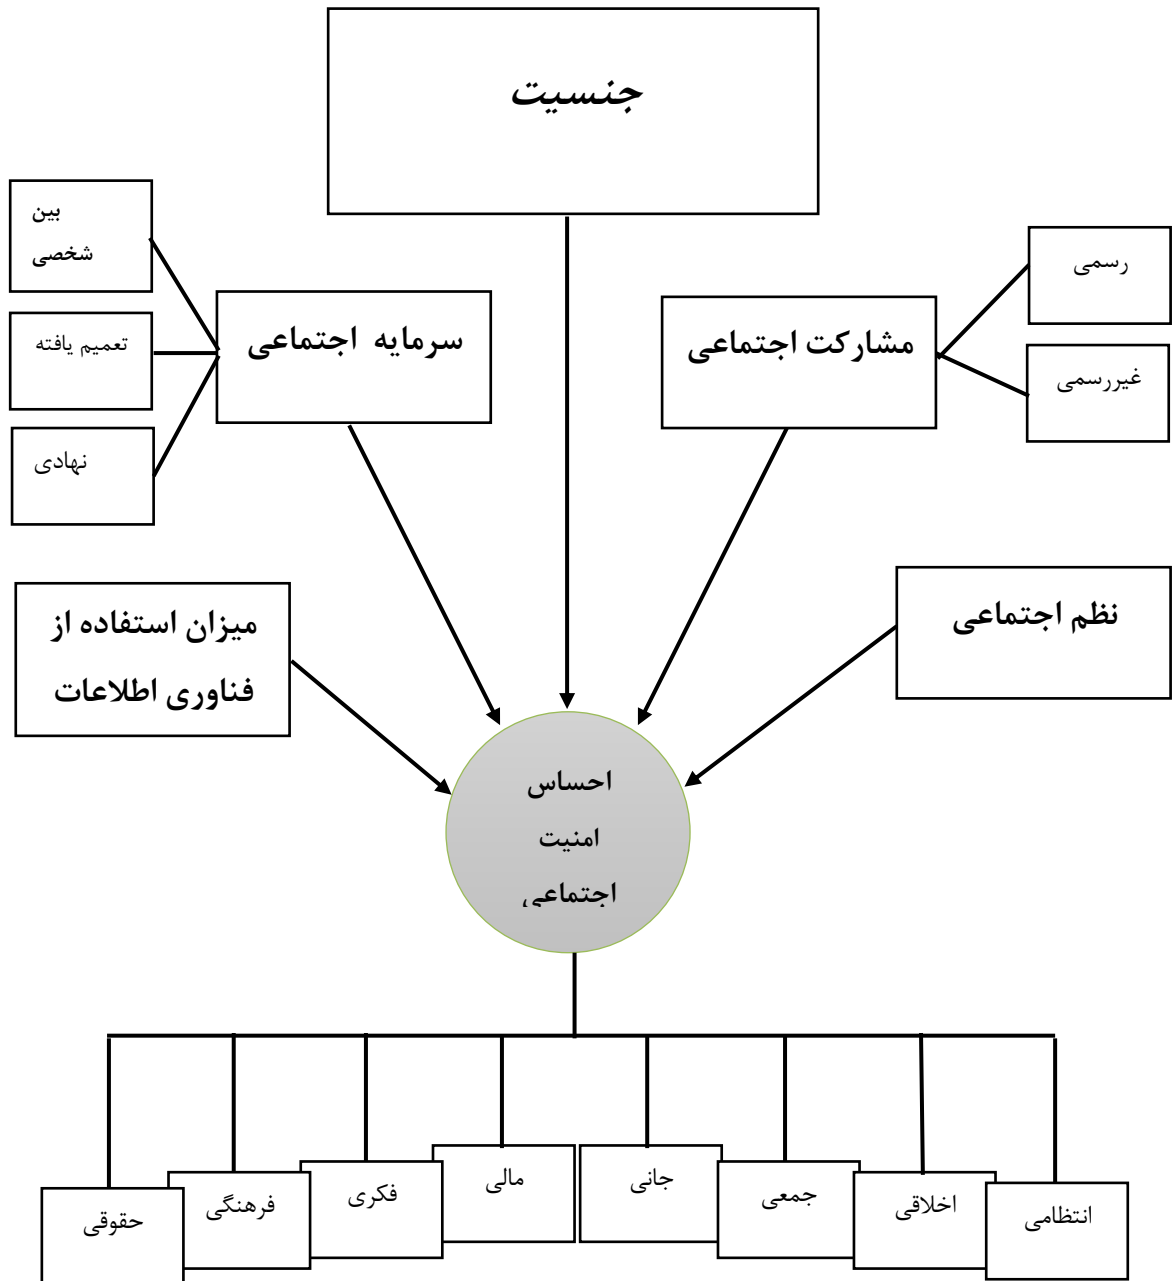 جنسیت
بین
شخصی
تعمیم یافته
نهادی
سرمایه اجتماعی
مشارکت اجتماعی
رسمی
غیررسمی
میزان استفاده از
فناوری اطلاعات
نظم اجتماعی
احساس
امنیت
اجتماعی
انتظامی
اخلاقی
جمعی
جانی
مالی
فکری
فرهنگی
حقوقی